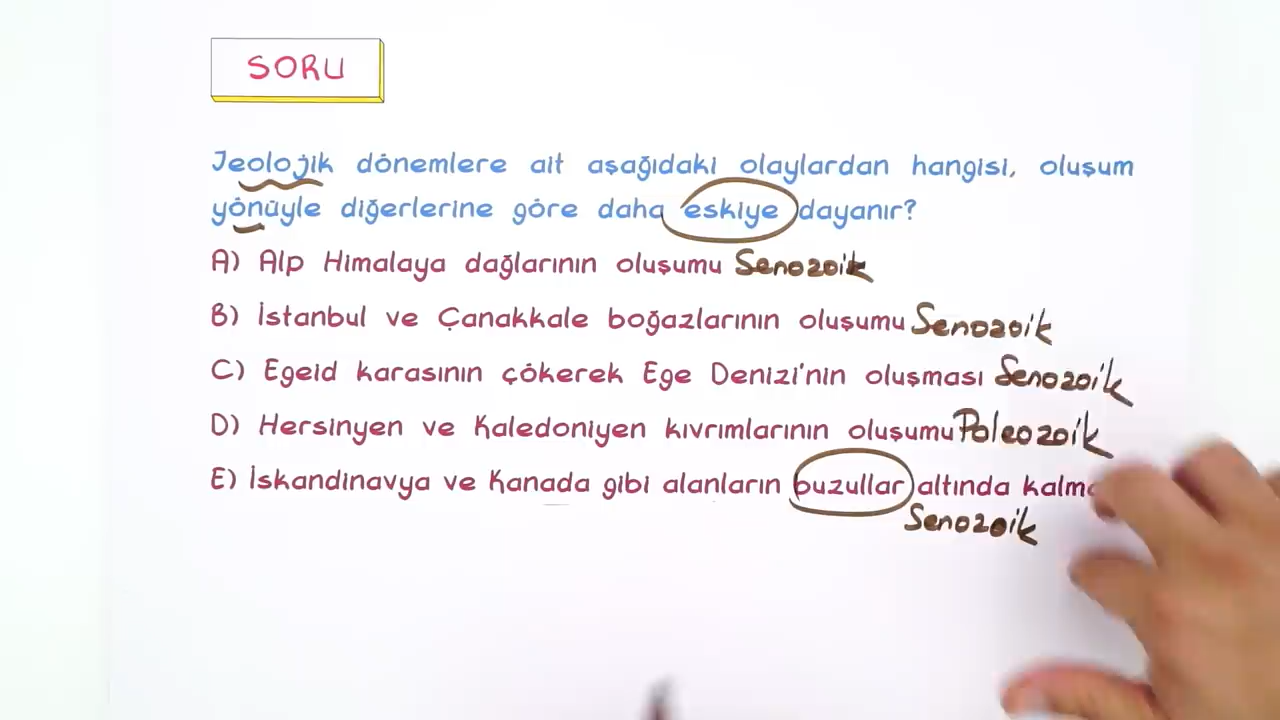 SORU
Jeolojik dönemlere ait aşağıdaki olaylardan hangisi, oluşum
yönüyle diğerlerine göre daha eskiye dayanır?
A) Alp Himalaya dağlarının oluşumu Senozoik
B) İstanbul ve Çanakkale boğazlarının oluşumu Senozoik
C) Egeid karasının çökerek Ege Denizi'nin oluşması Senozoik
D) Hersinyen ve Kaledoniyen kıvrımlarının oluşumu Paleozoik
E) İskandinavya ve Kanada gibi alanların buzullar altında
Senozoik